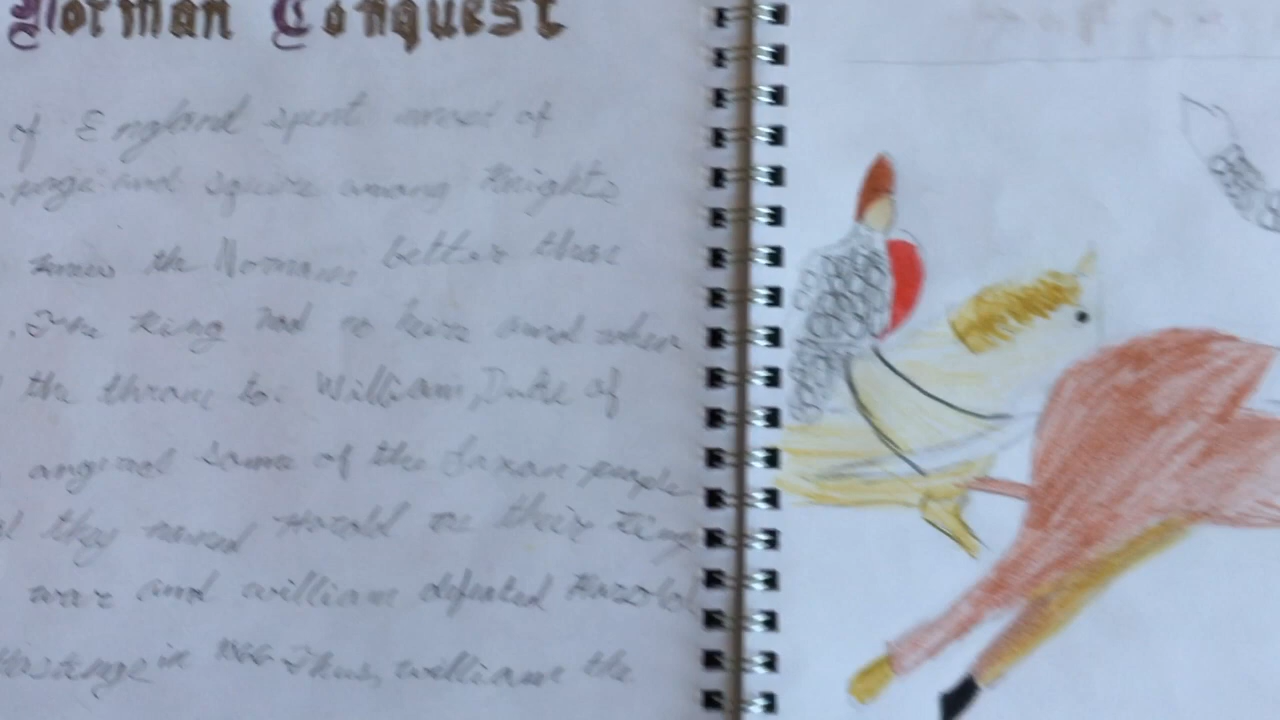 Norman Conquest
of England spent most of
page and squire among knights
knew the Normans better than
The king had no heir and when
the throne to William, Duke of
angered some of the Saxon people
they named Harold as their king
war and william defeated Harold
in 1066. Thus, william the